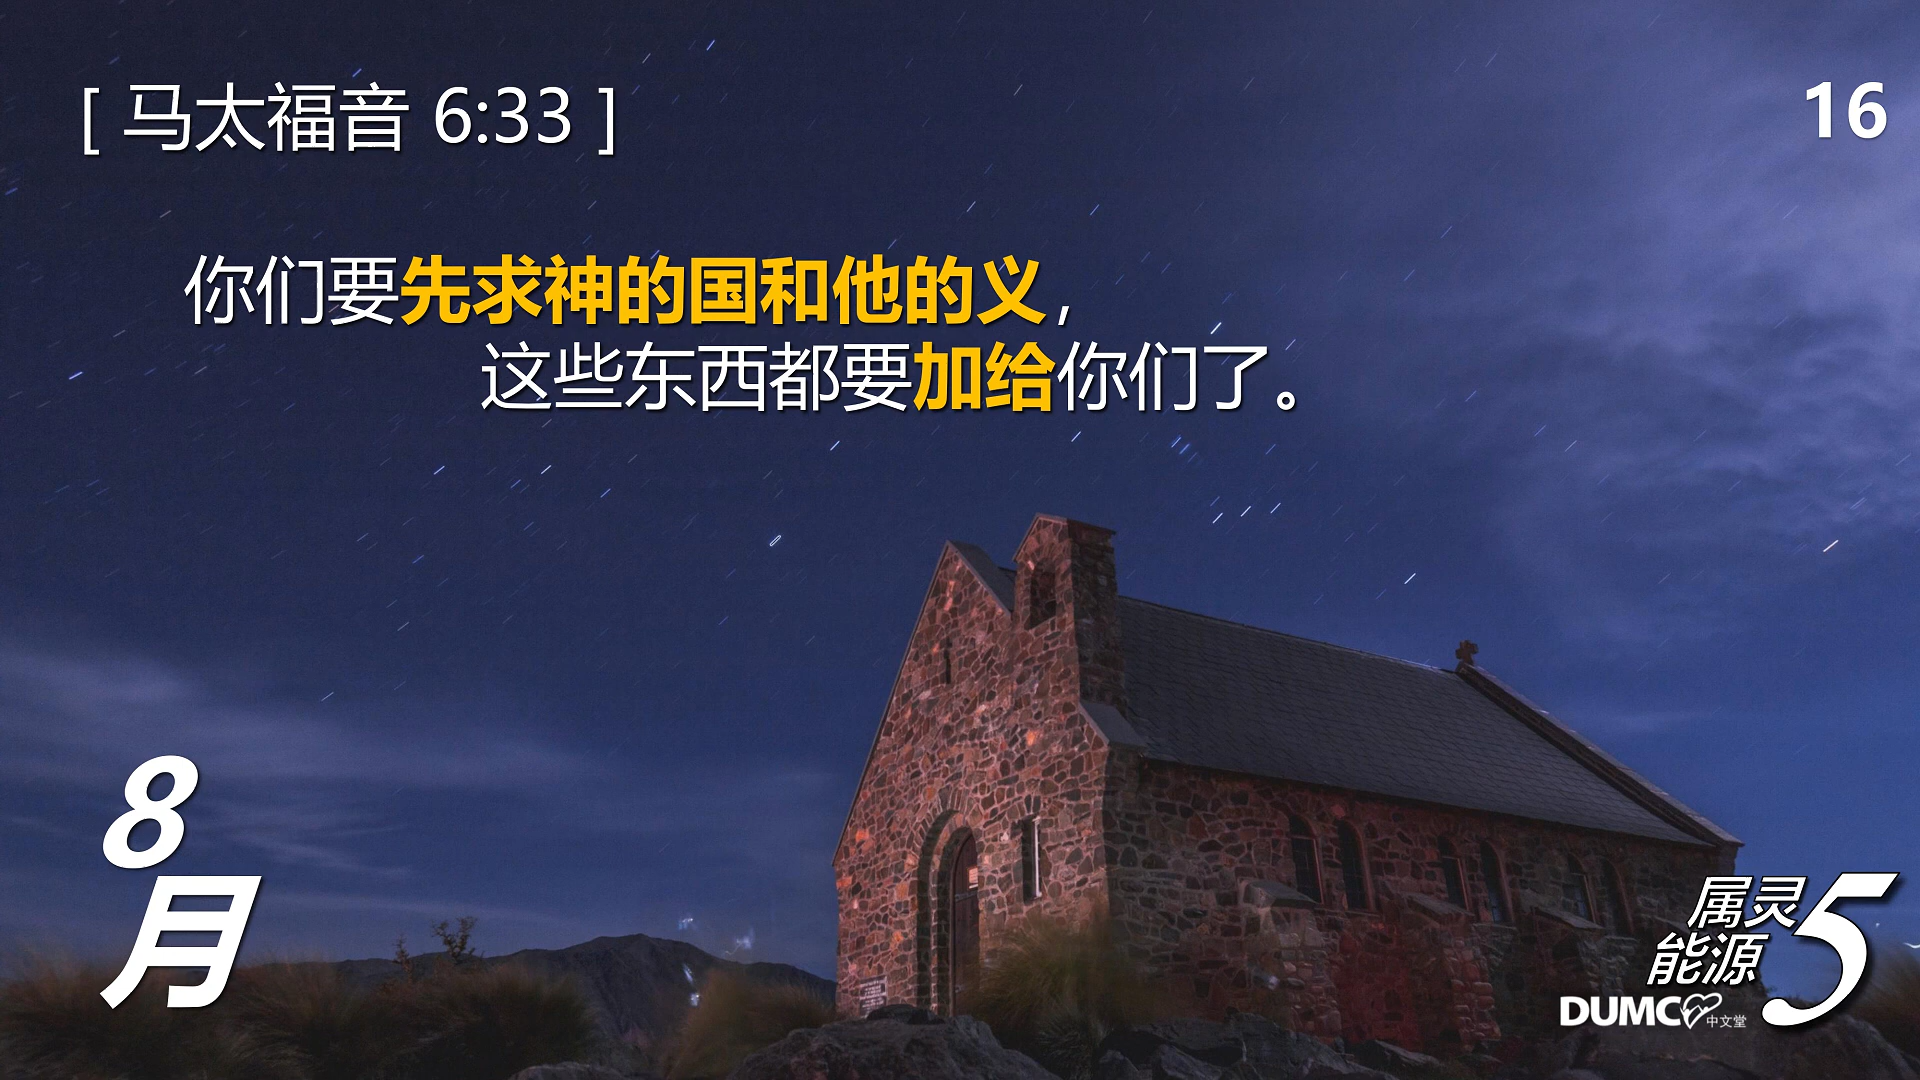 [ 马太福音 6:33 ]
16
你们要先求神的国和他的义，
这些东西都要加给你们了。
8
月
属灵
能源
5
DUMC
中文堂